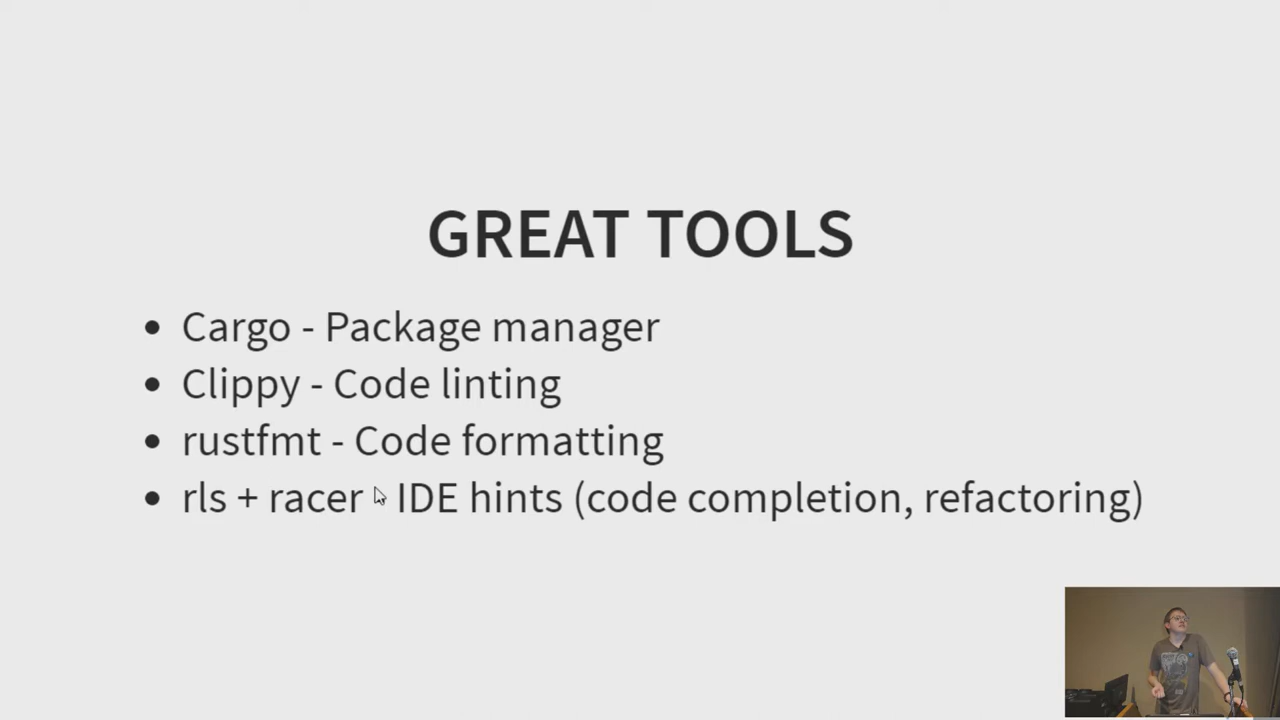 GREAT TOOLS
• Cargo - Package manager
• Clippy - Code linting
• rustfmt - Code formatting
• rls + racer - IDE hints (code completion, refactoring)